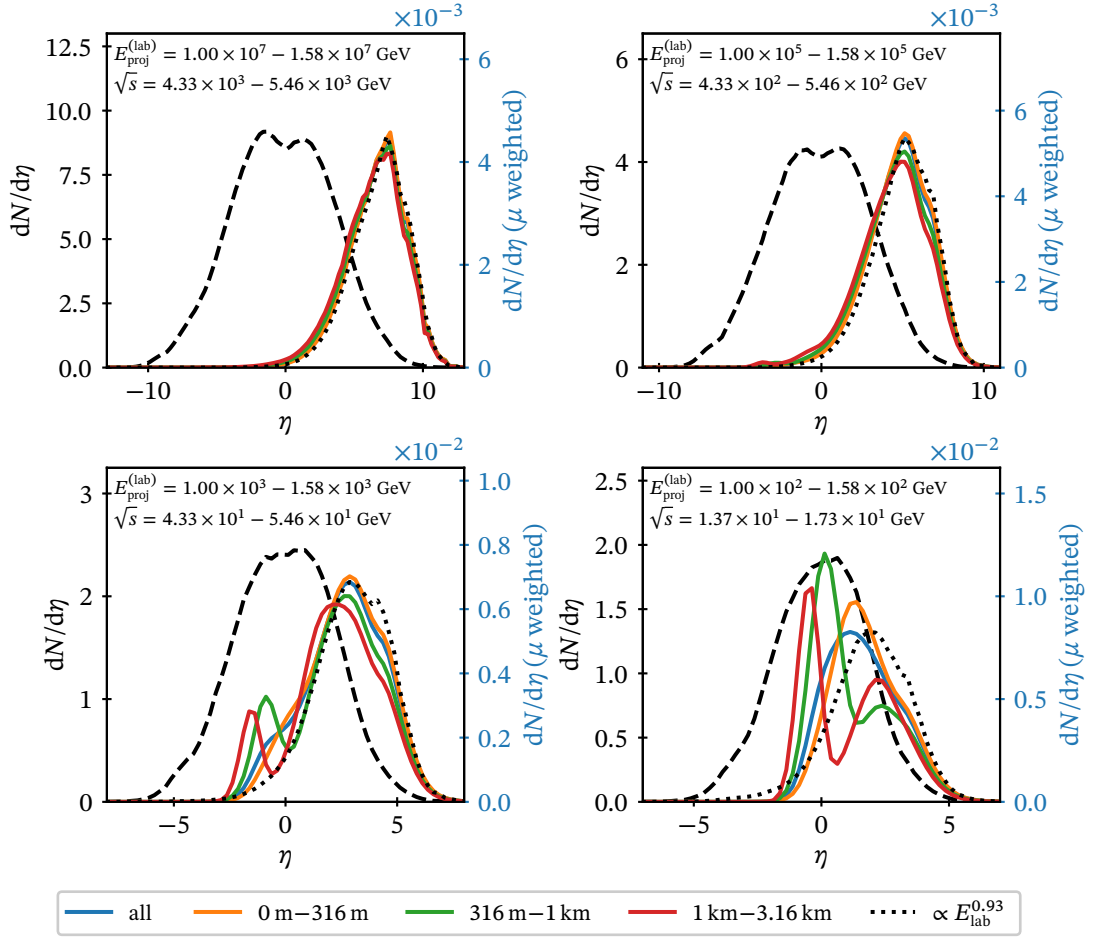 ×10⁻³ ×10⁻³
E_proj^(lab) = 1.00 × 10⁷ − 1.58 × 10⁷ GeV
√s = 4.33 × 10³ − 5.46 × 10³ GeV
12.5
10.0
7.5
5.0
2.5
0.0
dN/dη
6
4
2
0
dN/dη (μ weighted)
−10 0 10
η
E_proj^(lab) = 1.00 × 10⁵ − 1.58 × 10⁵ GeV
√s = 4.33 × 10² − 5.46 × 10² GeV
6
4
2
0
dN/dη
6
4
2
0
dN/dη (μ weighted)
−10 0 10
η
×10⁻² ×10⁻²
E_proj^(lab) = 1.00 × 10³ − 1.58 × 10³ GeV
√s = 4.33 × 10¹ − 5.46 × 10¹ GeV
3
2
1
0
dN/dη
1.0
0.8
0.6
0.4
0.2
0.0
dN/dη (μ weighted)
−5 0 5
η
E_proj^(lab) = 1.00 × 10² − 1.58 × 10² GeV
√s = 1.37 × 10¹ − 1.73 × 10¹ GeV
2.5
2.0
1.5
1.0
0.5
0.0
dN/dη
1.5
1.0
0.5
0.0
dN/dη (μ weighted)
−5 0 5
η
all 0 m−316 m 316 m−1 km 1 km−3.16 km ∝ E_lab^0.93